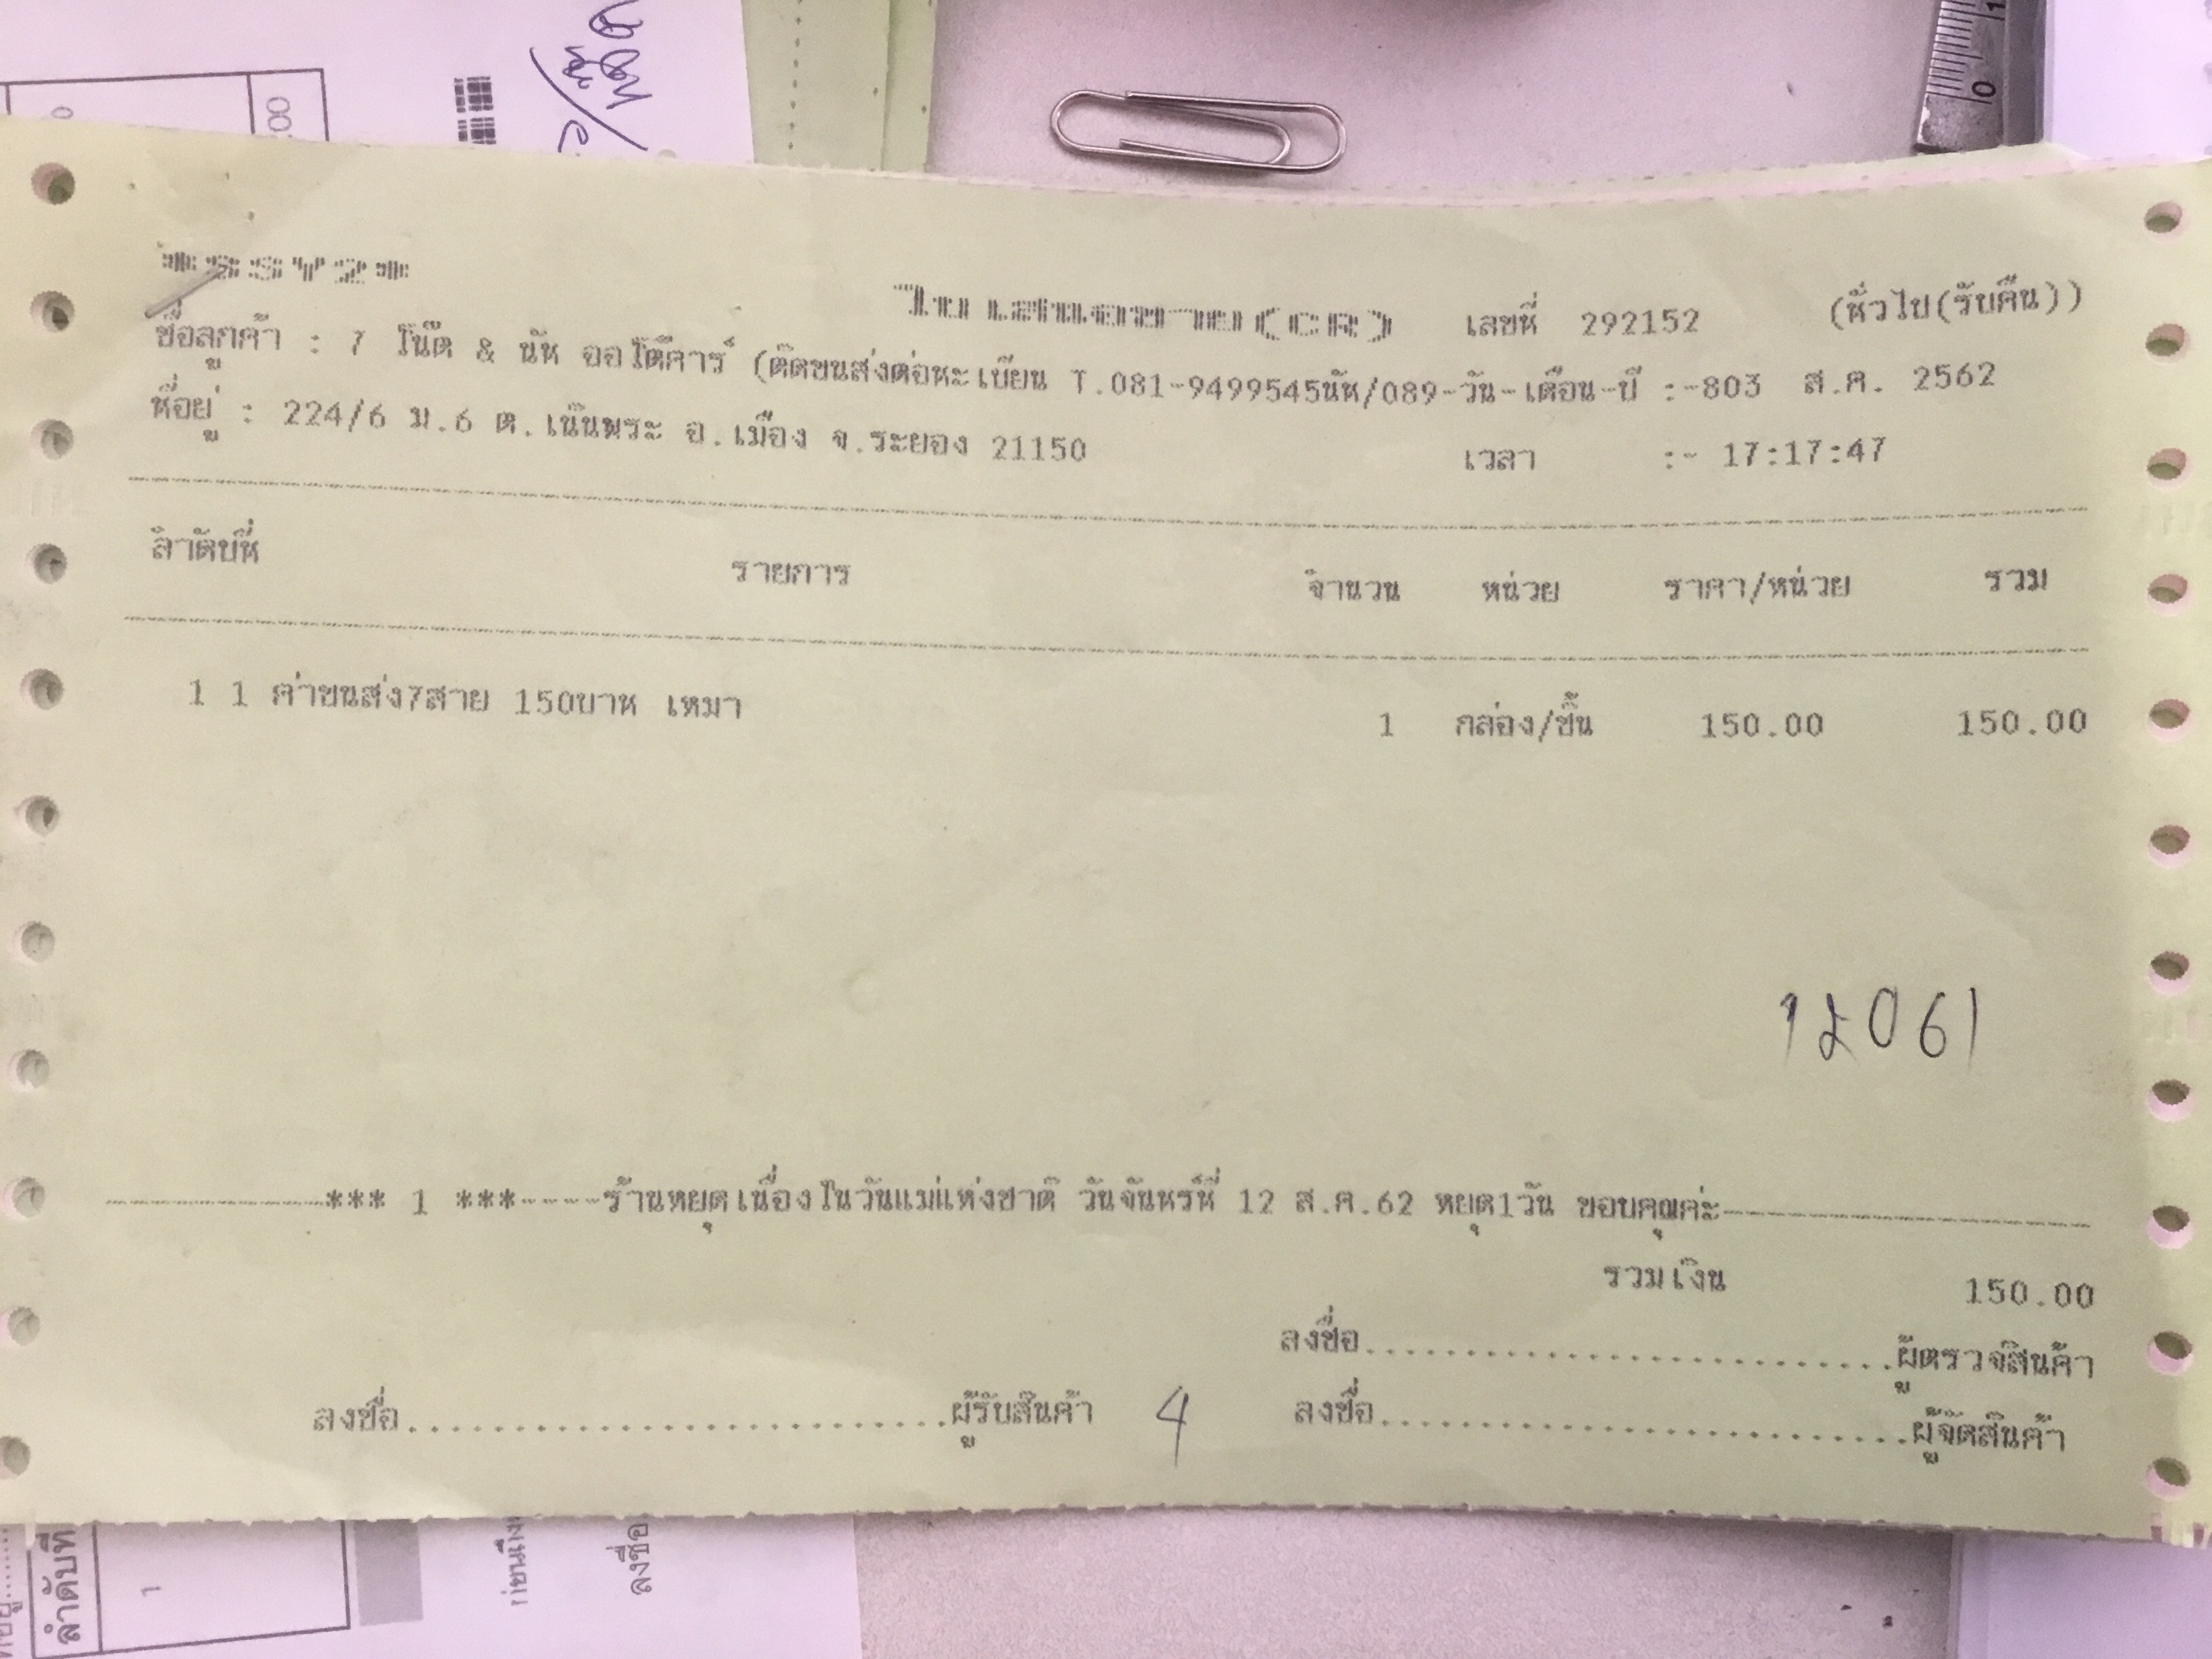 ใบเสนอขาย(CR) เลขที่ 292152 (ทั่วไป(รับคืน))
ชื่อลูกค้า : 7 โน๊ต & นัท ออโต้คาร์ (ติดขนส่งต่อทะเบียน T.081-9499545นัท/089-วัน-เดือน-ปี :-803 ส.ค. 2562
ที่อยู่ : 224/6 ม.6 ต.เนินพระ อ.เมือง จ.ระยอง 21150 เวลา :- 17:17:47
ลำดับที่ รายการ จำนวน หน่วย ราคา/หน่วย รวม
1 1 ค่าขนส่ง7สาย 150บาท เหมา 1 กล่อง/ชิ้น 150.00 150.00
12061
*** 1 ***----ร้านหยุดเนื่องในวันแม่แห่งชาติ วันจันทร์ที่ 12 ส.ค.62 หยุด1วัน ขอบคุณค่ะ
รวมเงิน 150.00
ลงชื่อ...........................ผู้ตรวจสินค้า
ลงชื่อ...........................ผู้รับสินค้า 4 ลงชื่อ...........................ผู้จัดสินค้า
ลำดับที่
1
ลงชื่อ